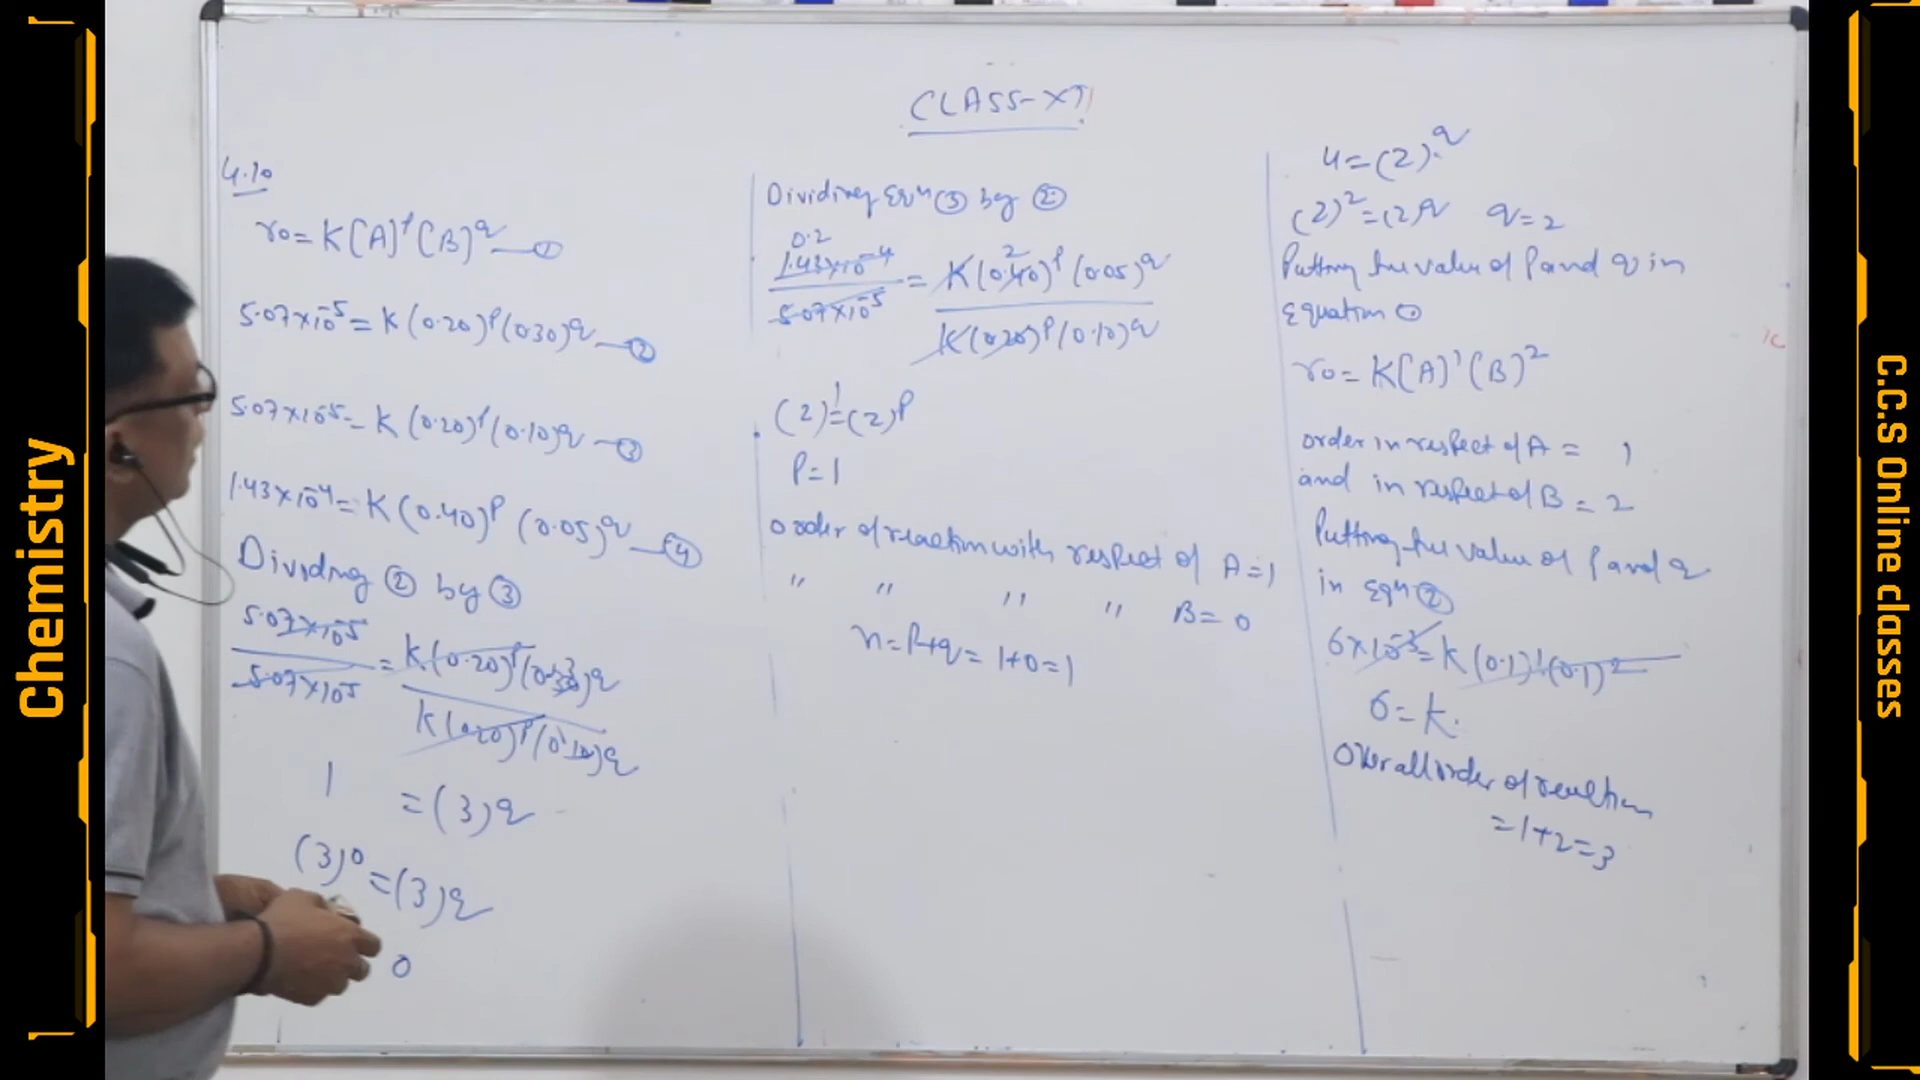 Chemistry
CLASS-XI
4.10
r0 = K[A]^p (B)^q —①
5.07×10^-5 = K(0.20)^p (0.30)^q —②
5.07×10^-5 = K(0.20)^p (0.10)^q —③
1.43×10^-4 = K(0.40)^p (0.05)^q —④
Dividing ② by ③
5.07×10^-5 / 5.07×10^-5 = K(0.20)^p (0.30)^q / K(0.20)^p (0.10)^q
1 = (3)q
(3)^0 = (3)q
0
Dividing Eqn ③ by ②
0.2
1.43×10^-4 / 5.07×10^-5 = K(0.40)^p (0.05)^q / K(0.20)^p (0.10)^q
(2)^1 = (2)^p
P = 1
order of reaction with respect of A = 1
" " " " B = 0
n = P+q = 1+0 = 1
4 = (2)^q
(2)^2 = (2)q q = 2
Putting the value of P and q in
equation
r0 = K[A]^1 (B)^2
order in respect of A = 1
and in respect of B = 2
Putting the value of P and q
in Eqn ②
6×10^-3 = K(0.1)^1 (0.1)^2
6 = K.
Over all order of reaction
= 1+2 = 3
C.C.S Online classes